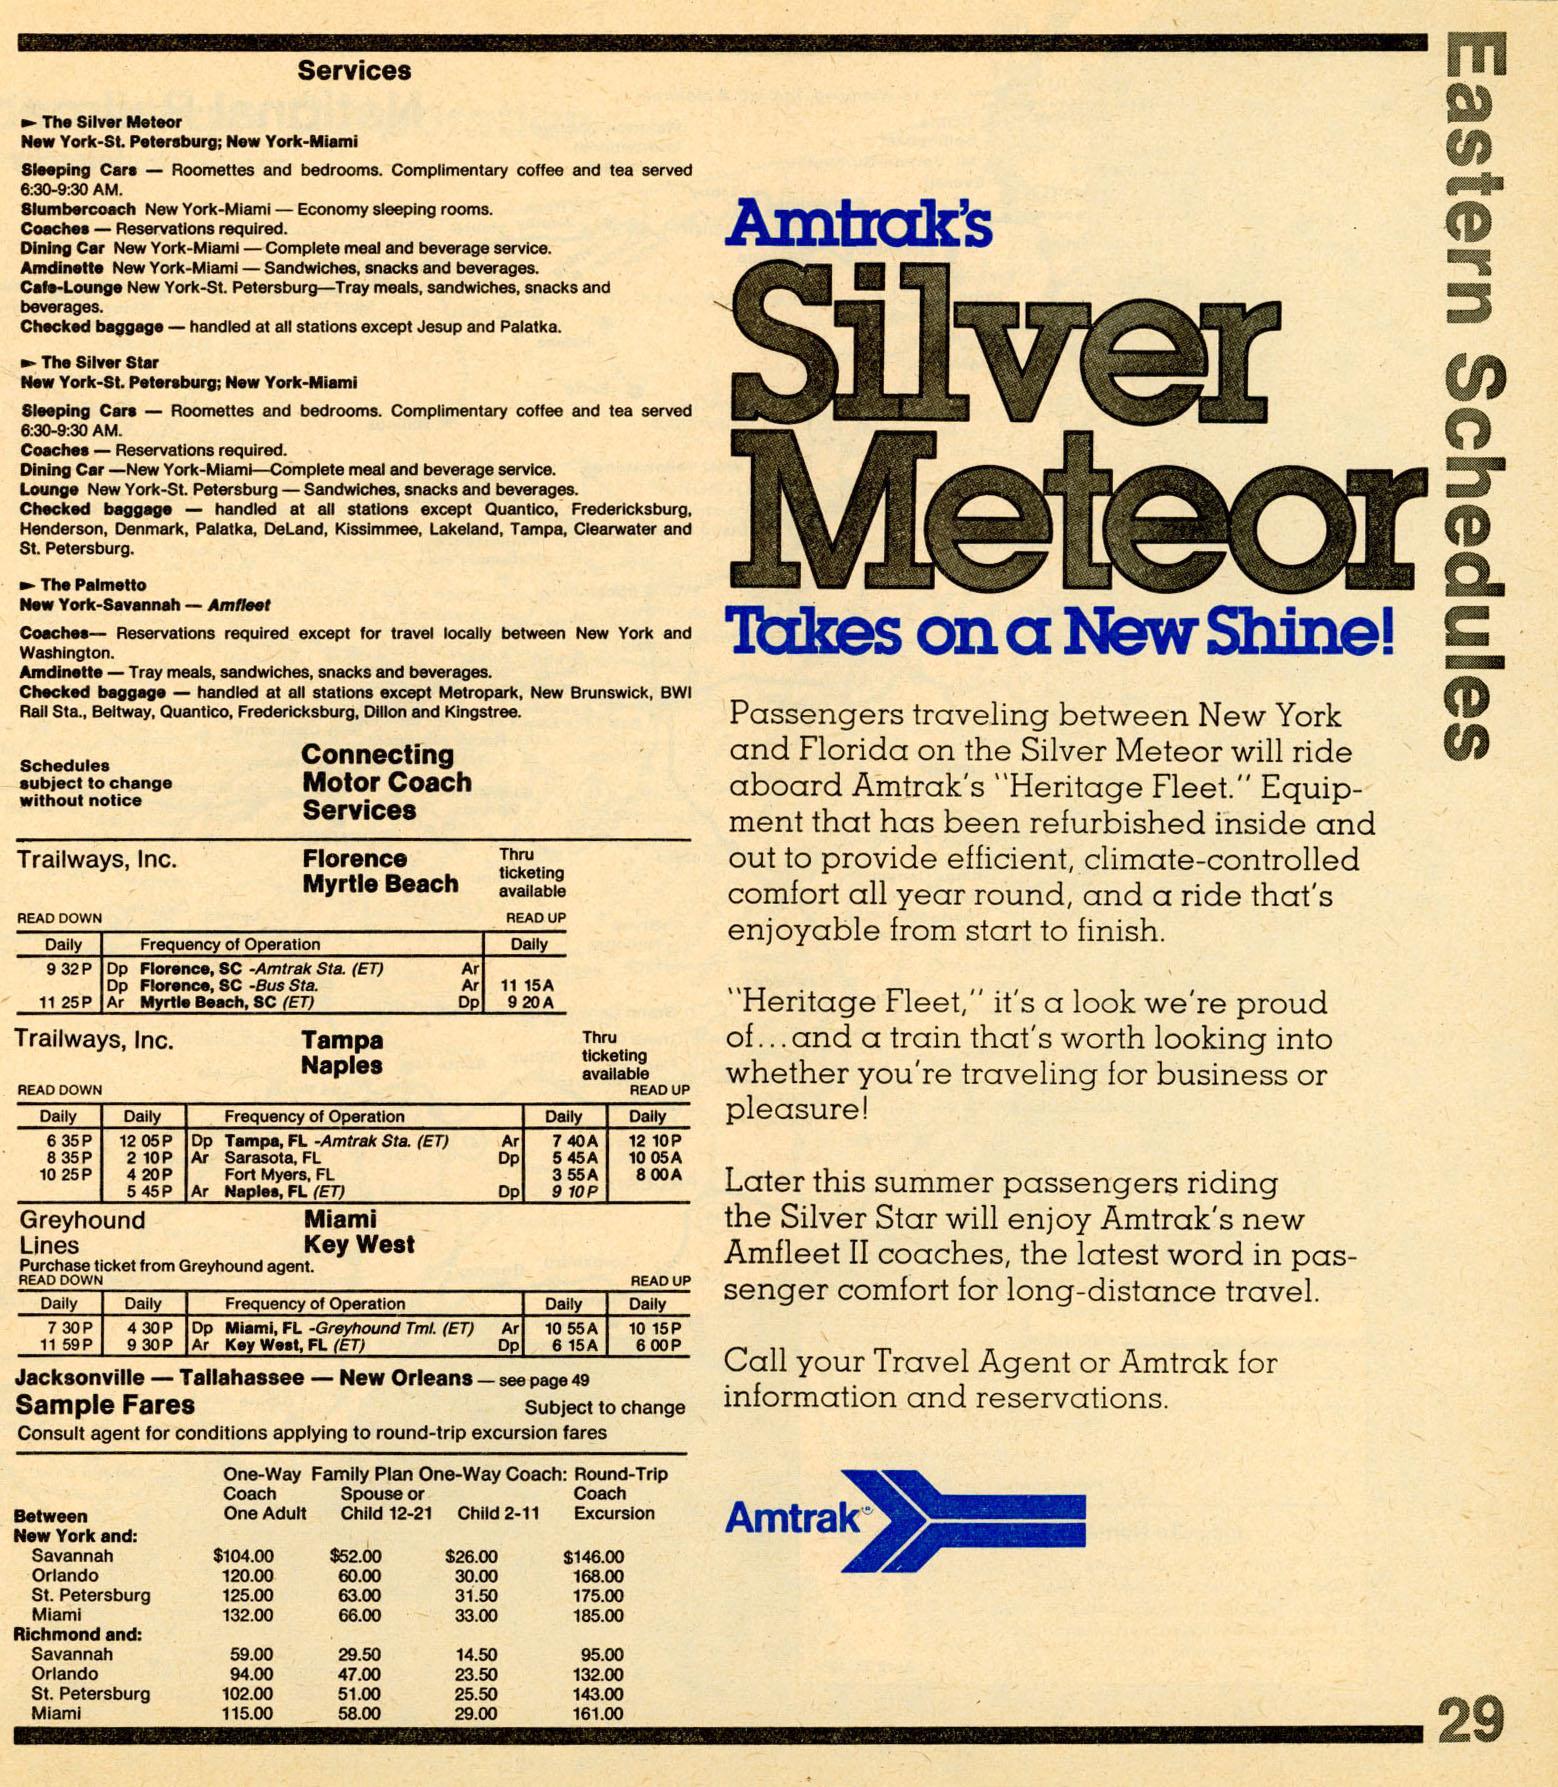 Services
► The Silver Meteor
New York-St. Petersburg; New York-Miami
Sleeping Cars — Roomettes and bedrooms. Complimentary coffee and tea served
6:30-9:30 AM.
Slumbercoach New York-Miami — Economy sleeping rooms.
Coaches — Reservations required.
Dining Car New York-Miami — Complete meal and beverage service.
Amdinette New York-Miami — Sandwiches, snacks and beverages.
Cafe-Lounge New York-St. Petersburg—Tray meals, sandwiches, snacks and
beverages.
Checked baggage — handled at all stations except Jesup and Palatka.
► The Silver Star
New York-St. Petersburg; New York-Miami
Sleeping Cars — Roomettes and bedrooms. Complimentary coffee and tea served
6:30-9:30 AM.
Coaches — Reservations required.
Dining Car —New York-Miami—Complete meal and beverage service.
Lounge New York-St. Petersburg — Sandwiches, snacks and beverages.
Checked baggage — handled at all stations except Quantico, Fredericksburg,
Henderson, Denmark, Palatka, DeLand, Kissimmee, Lakeland, Tampa, Clearwater and
St. Petersburg.
► The Palmetto
New York-Savannah — Amfleet
Coaches— Reservations required except for travel locally between New York and
Washington.
Amdinette — Tray meals, sandwiches, snacks and beverages.
Checked baggage — handled at all stations except Metropark, New Brunswick, BWI
Rail Sta., Beltway, Quantico, Fredericksburg, Dillon and Kingstree.
Schedules
subject to change
without notice
Connecting
Motor Coach
Services
Trailways, Inc.
Florence
Myrtle Beach
Thru
ticketing
available
READ DOWN READ UP
Daily Frequency of Operation Daily
9 32P Dp Florence, SC -Amtrak Sta. (ET) Ar
Dp Florence, SC -Bus Sta. Ar 11 15A
11 25P Ar Myrtle Beach, SC (ET) Dp 9 20A
Trailways, Inc.
Tampa
Naples
Thru
ticketing
available
READ DOWN READ UP
Daily Daily Frequency of Operation Daily Daily
6 35P 12 05P Dp Tampa, FL -Amtrak Sta. (ET) Ar 7 40A 12 10P
8 35P 2 10P Ar Sarasota, FL Dp 5 45A 10 05A
10 25P 4 20P Fort Myers, FL 3 55A 8 00A
5 45P Ar Naples, FL (ET) Dp 9 10P
Greyhound
Lines
Miami
Key West
Purchase ticket from Greyhound agent.
READ DOWN READ UP
Daily Daily Frequency of Operation Daily Daily
7 30P 4 30P Dp Miami, FL -Greyhound Tml. (ET) Ar 10 55A 10 15P
11 59P 9 30P Ar Key West, FL (ET) Dp 6 15A 6 00P
Jacksonville — Tallahassee — New Orleans — see page 49
Sample Fares Subject to change
Consult agent for conditions applying to round-trip excursion fares
One-Way Family Plan One-Way Coach: Round-Trip
Coach Spouse or Coach
Between One Adult Child 12-21 Child 2-11 Excursion
New York and:
Savannah $104.00 $52.00 $26.00 $146.00
Orlando 120.00 60.00 30.00 168.00
St. Petersburg 125.00 63.00 31.50 175.00
Miami 132.00 66.00 33.00 185.00
Richmond and:
Savannah 59.00 29.50 14.50 95.00
Orlando 94.00 47.00 23.50 132.00
St. Petersburg 102.00 51.00 25.50 143.00
Miami 115.00 58.00 29.00 161.00
Amtrak's
Silver
Meteor
Takes on a New Shine!
Passengers traveling between New York
and Florida on the Silver Meteor will ride
aboard Amtrak's "Heritage Fleet." Equip-
ment that has been refurbished inside and
out to provide efficient, climate-controlled
comfort all year round, and a ride that's
enjoyable from start to finish.
"Heritage Fleet," it's a look we're proud
of...and a train that's worth looking into
whether you're traveling for business or
pleasure!
Later this summer passengers riding
the Silver Star will enjoy Amtrak's new
Amfleet II coaches, the latest word in pas-
senger comfort for long-distance travel.
Call your Travel Agent or Amtrak for
information and reservations.
Amtrak®
Eastern Schedules
29